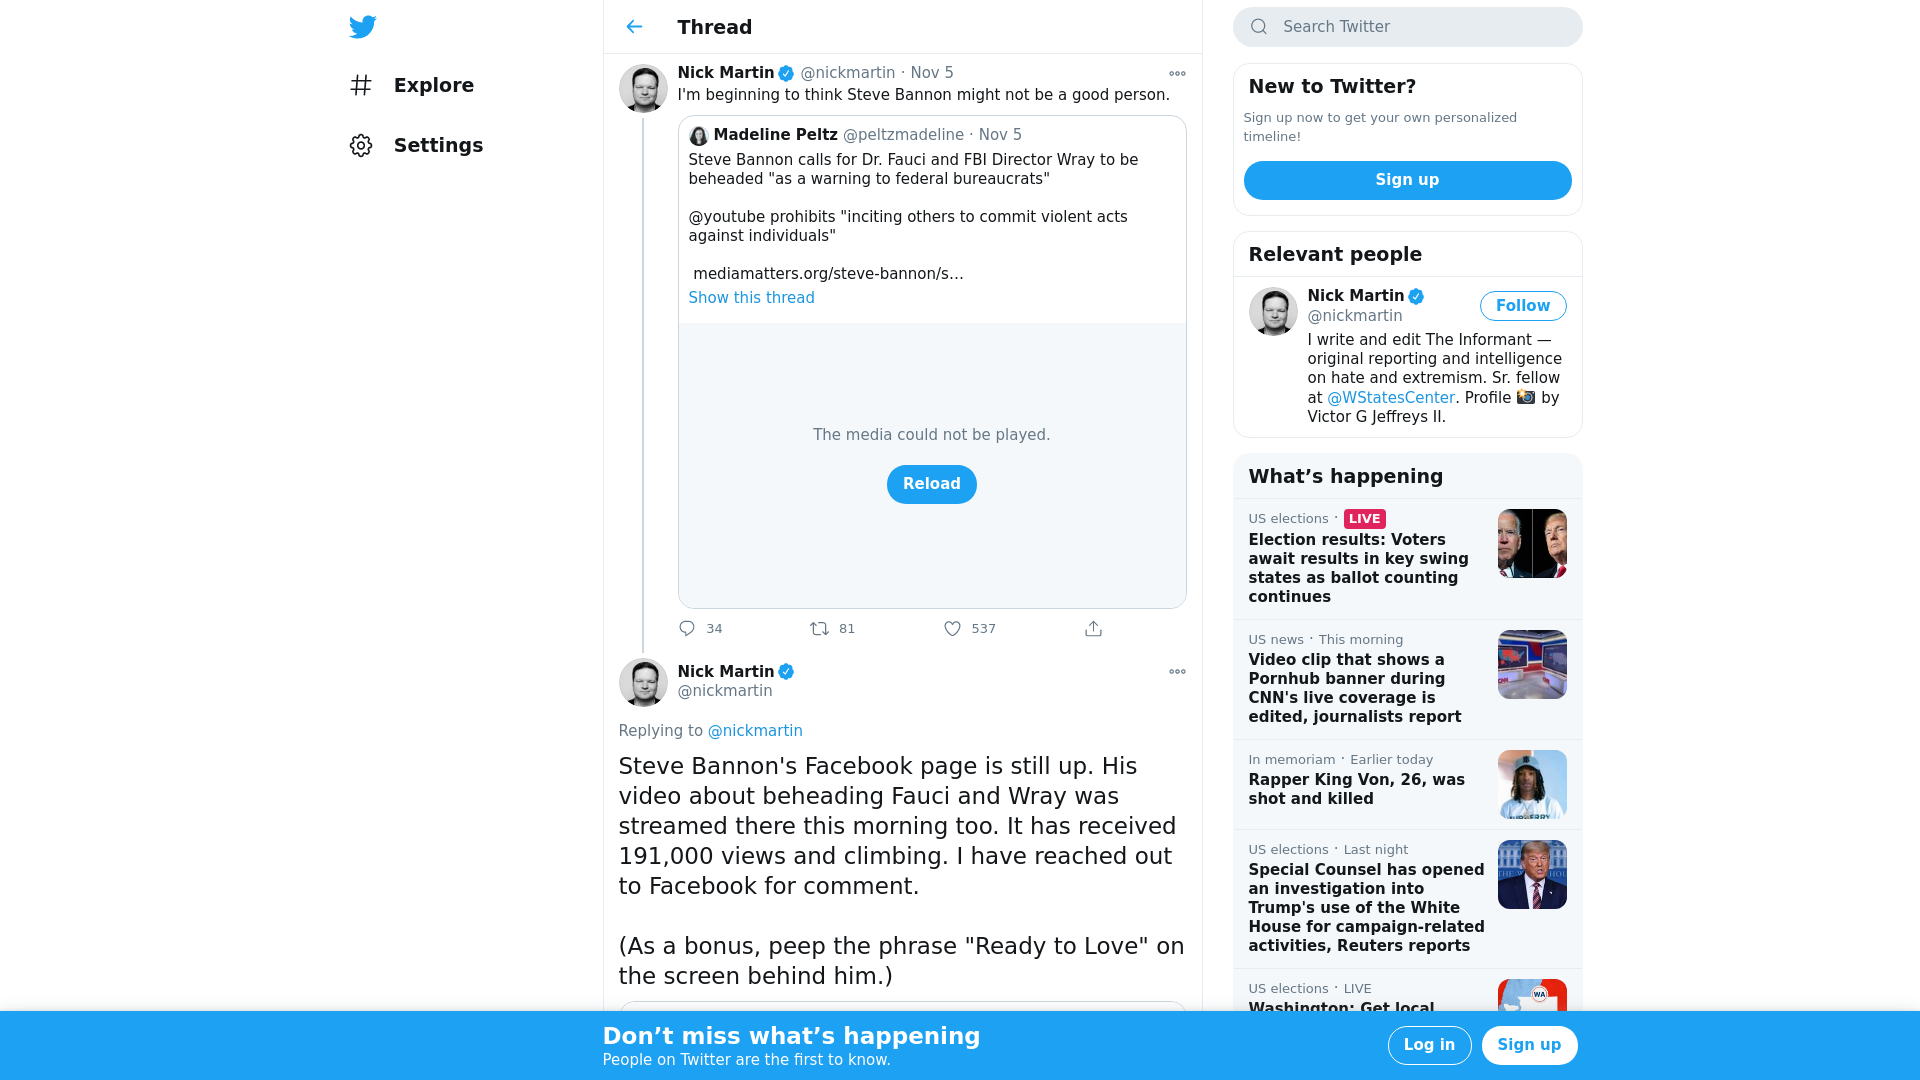 Explore
Settings
Thread
Nick Martin @nickmartin · Nov 5
I'm beginning to think Steve Bannon might not be a good person.
Madeline Peltz @peltzmadeline · Nov 5
Steve Bannon calls for Dr. Fauci and FBI Director Wray to be
beheaded "as a warning to federal bureaucrats"
@youtube prohibits "inciting others to commit violent acts
against individuals"
mediamatters.org/steve-bannon/s…
Show this thread
The media could not be played.
Reload
34 81 537
Nick Martin
@nickmartin
Replying to @nickmartin
Steve Bannon's Facebook page is still up. His
video about beheading Fauci and Wray was
streamed there this morning too. It has received
191,000 views and climbing. I have reached out
to Facebook for comment.
(As a bonus, peep the phrase "Ready to Love" on
the screen behind him.)
Search Twitter
New to Twitter?
Sign up now to get your own personalized
timeline!
Sign up
Relevant people
Nick Martin
@nickmartin
Follow
I write and edit The Informant —
original reporting and intelligence
on hate and extremism. Sr. fellow
at @WStatesCenter. Profile 📸 by
Victor G Jeffreys II.
What’s happening
US elections · LIVE
Election results: Voters
await results in key swing
states as ballot counting
continues
US news · This morning
Video clip that shows a
Pornhub banner during
CNN's live coverage is
edited, journalists report
In memoriam · Earlier today
Rapper King Von, 26, was
shot and killed
US elections · Last night
Special Counsel has opened
an investigation into
Trump's use of the White
House for campaign-related
activities, Reuters reports
US elections · LIVE
Washington: Get local
WA
Don’t miss what’s happening
People on Twitter are the first to know.
Log in
Sign up